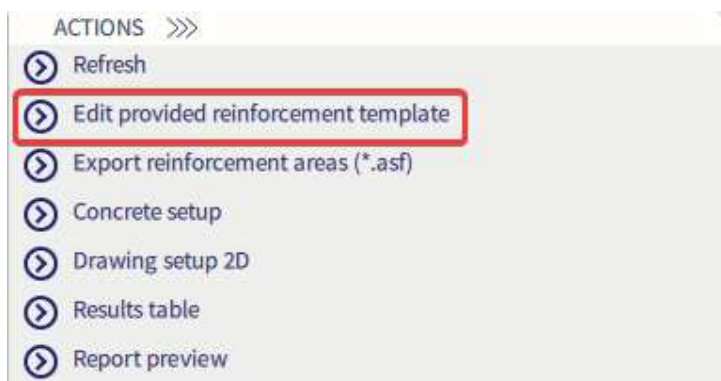 ACTIONS >>>
Refresh
Edit provided reinforcement template
Export reinforcement areas (*.asf)
Concrete setup
Drawing setup 2D
Results table
Report preview